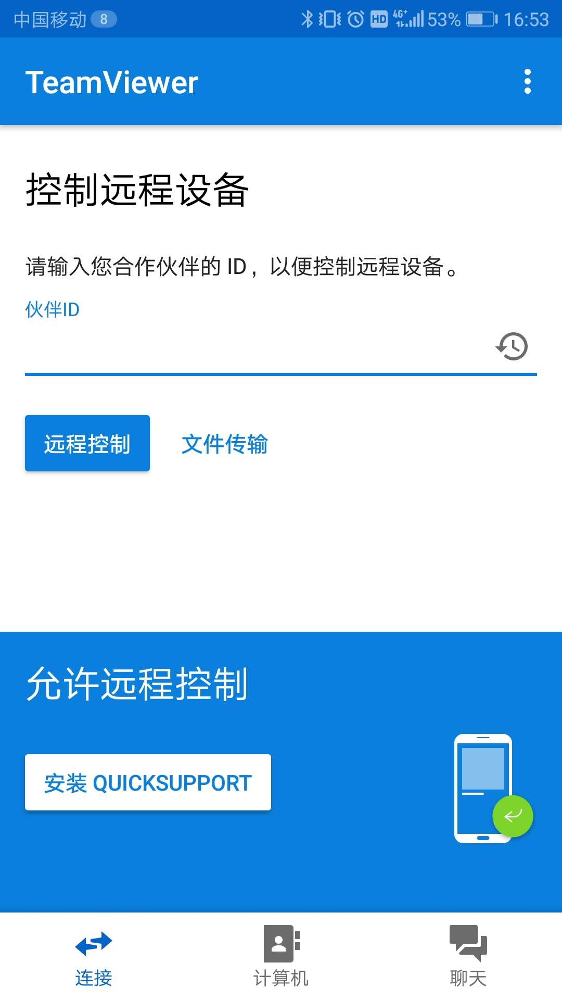 中国移动 8 HD 4G+ 53% 16:53
TeamViewer
控制远程设备
请输入您合作伙伴的 ID，以便控制远程设备。
伙伴ID
远程控制 文件传输
允许远程控制
安装 QUICKSUPPORT
连接 计算机 聊天